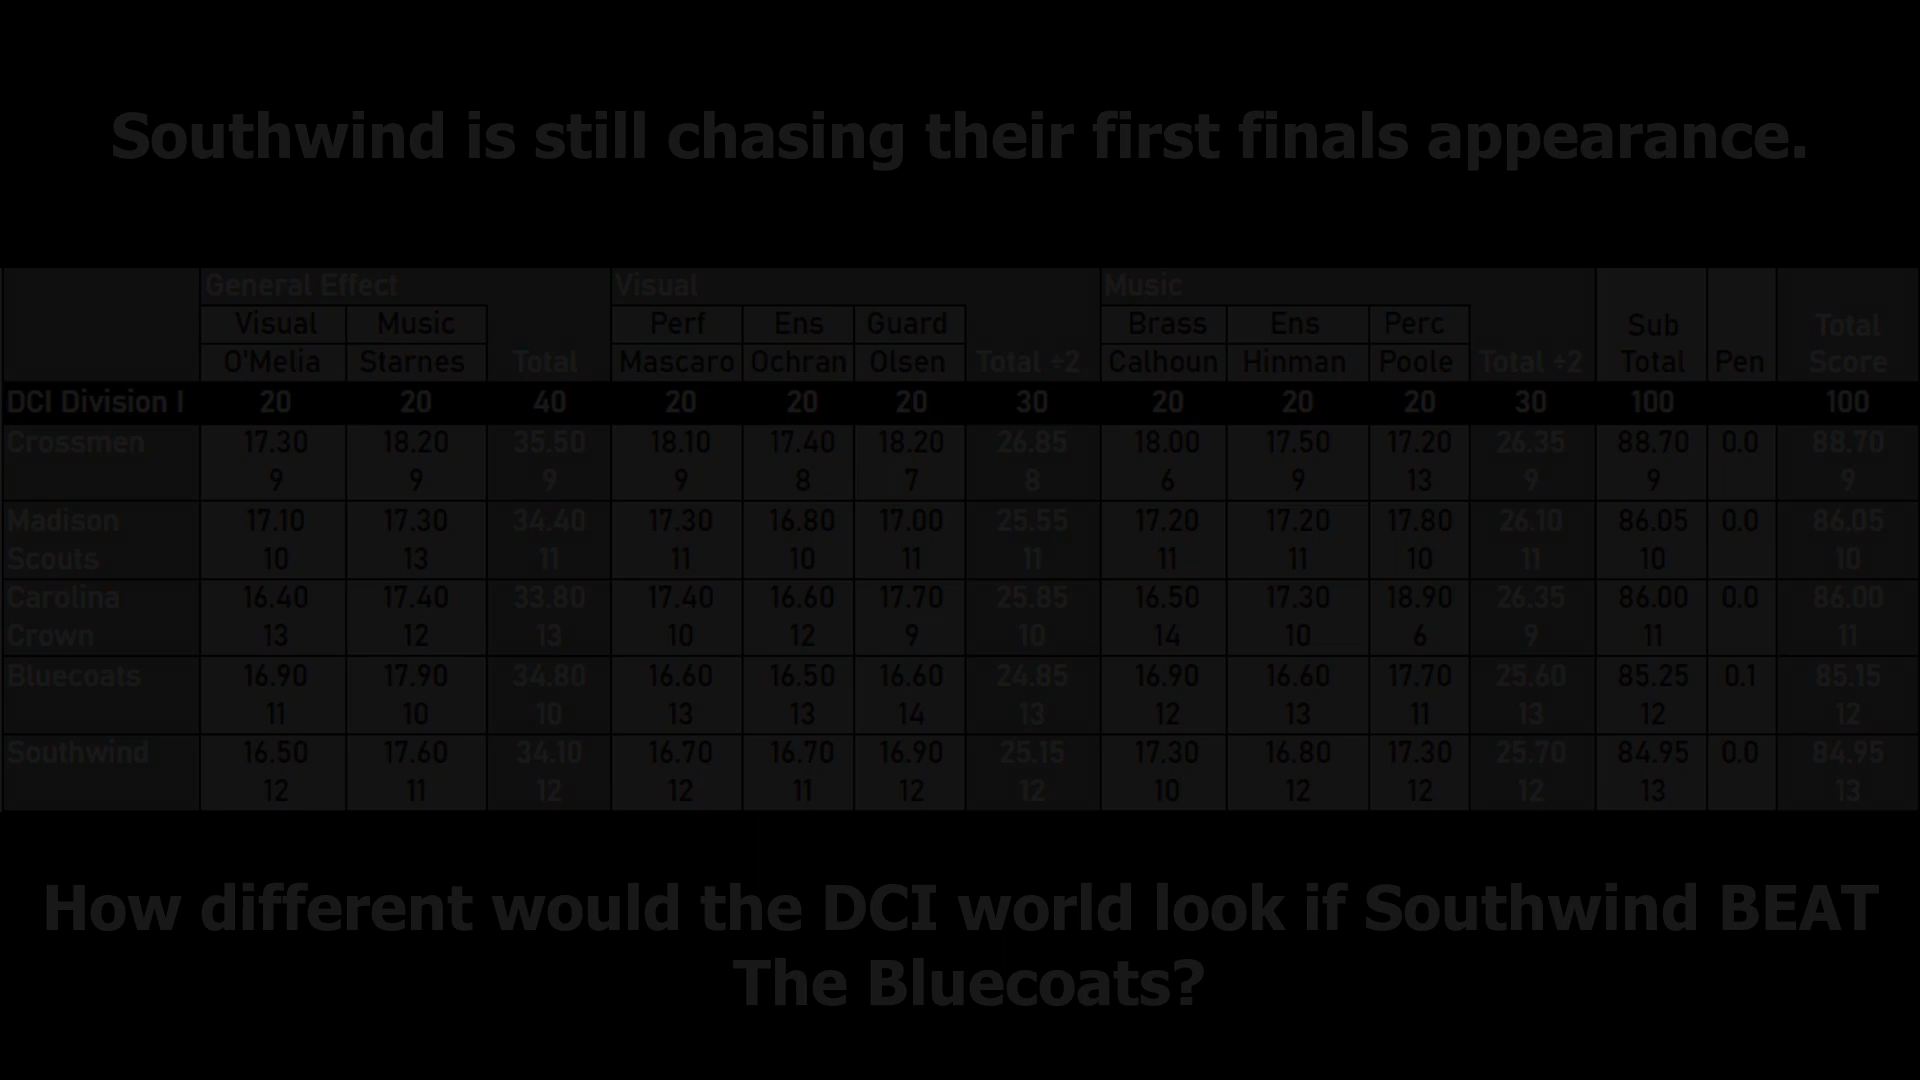 Southwind is still chasing their first finals appearance.
General Effect Visual Music
Visual Music Perf Ens Guard Brass Ens Perc Sub Total
O'Melia Starnes Total Mascaro Ochran Olsen Total ÷2 Calhoun Hinman Poole Total ÷2 Total Pen Score
DCI Division I 20 20 40 20 20 20 30 20 20 20 30 100 100
Crossmen 17.30 18.20 35.50 18.10 17.40 18.20 26.85 18.00 17.50 17.20 26.35 88.70 0.0 88.70
9 9 9 9 8 7 8 6 9 13 9 9 9
Madison 17.10 17.30 34.40 17.30 16.80 17.00 25.55 17.20 17.20 17.80 26.10 86.05 0.0 86.05
Scouts 10 13 11 11 10 11 11 11 11 10 11 10 10
Carolina 16.40 17.40 33.80 17.40 16.60 17.70 25.85 16.50 17.30 18.90 26.35 86.00 0.0 86.00
Crown 13 12 13 10 12 9 10 14 10 6 9 11 11
Bluecoats 16.90 17.90 34.80 16.60 16.50 16.60 24.85 16.90 16.60 17.70 25.60 85.25 0.1 85.15
11 10 10 13 13 14 13 12 13 11 13 12 12
Southwind 16.50 17.60 34.10 16.70 16.70 16.90 25.15 17.30 16.80 17.30 25.70 84.95 0.0 84.95
12 11 12 12 11 12 12 10 12 12 12 13 13
How different would the DCI world look if Southwind BEAT
The Bluecoats?